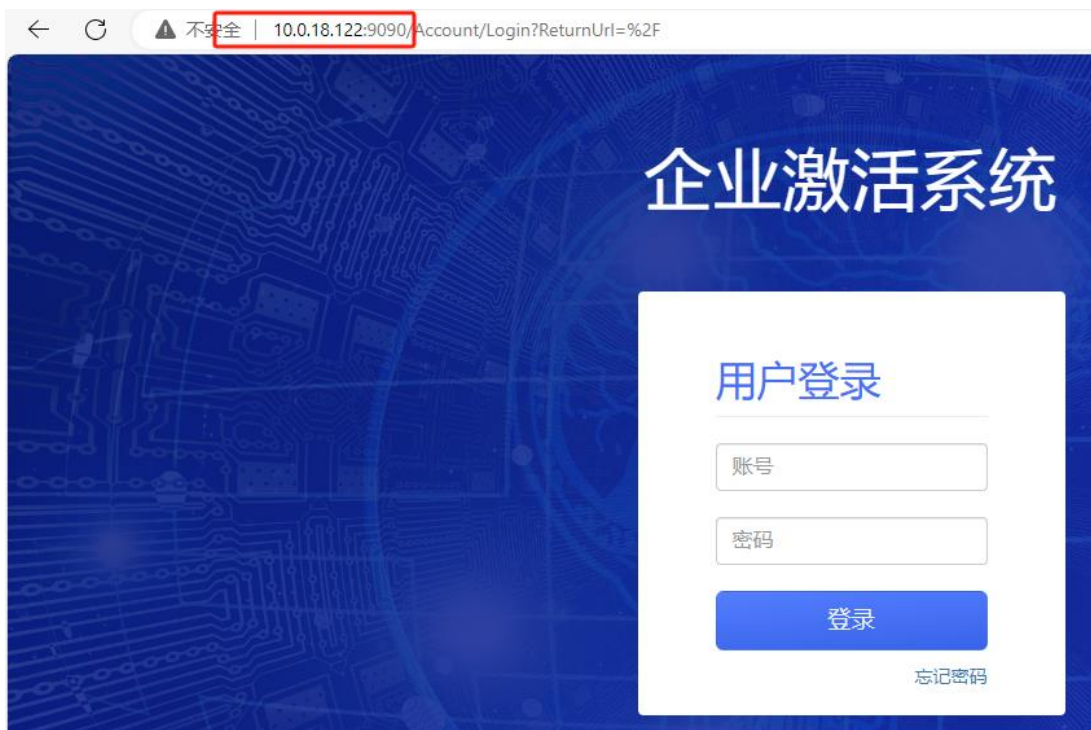 不安全 | 10.0.18.122:9090/Account/Login?ReturnUrl=%2F
企业激活系统
用户登录
账号
密码
登录
忘记密码